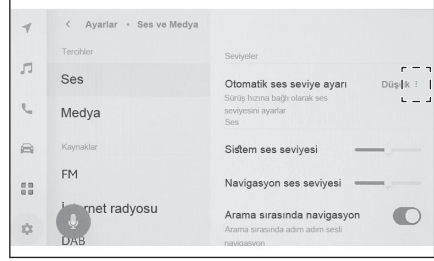 Ayarlar • Ses ve Medya
Tercihler
Ses
Medya
Kaynaklar
FM
İnternet radyosu
DAB
Seviyeler
Otomatik ses seviye ayarı
Düşük
Sürüş hızına bağlı olarak ses
seviyesini ayarlar
Ses
Sistem ses seviyesi
Navigasyon ses seviyesi
Arama sırasında navigasyon
Arama sırasında adım adım sesli
navigasyon